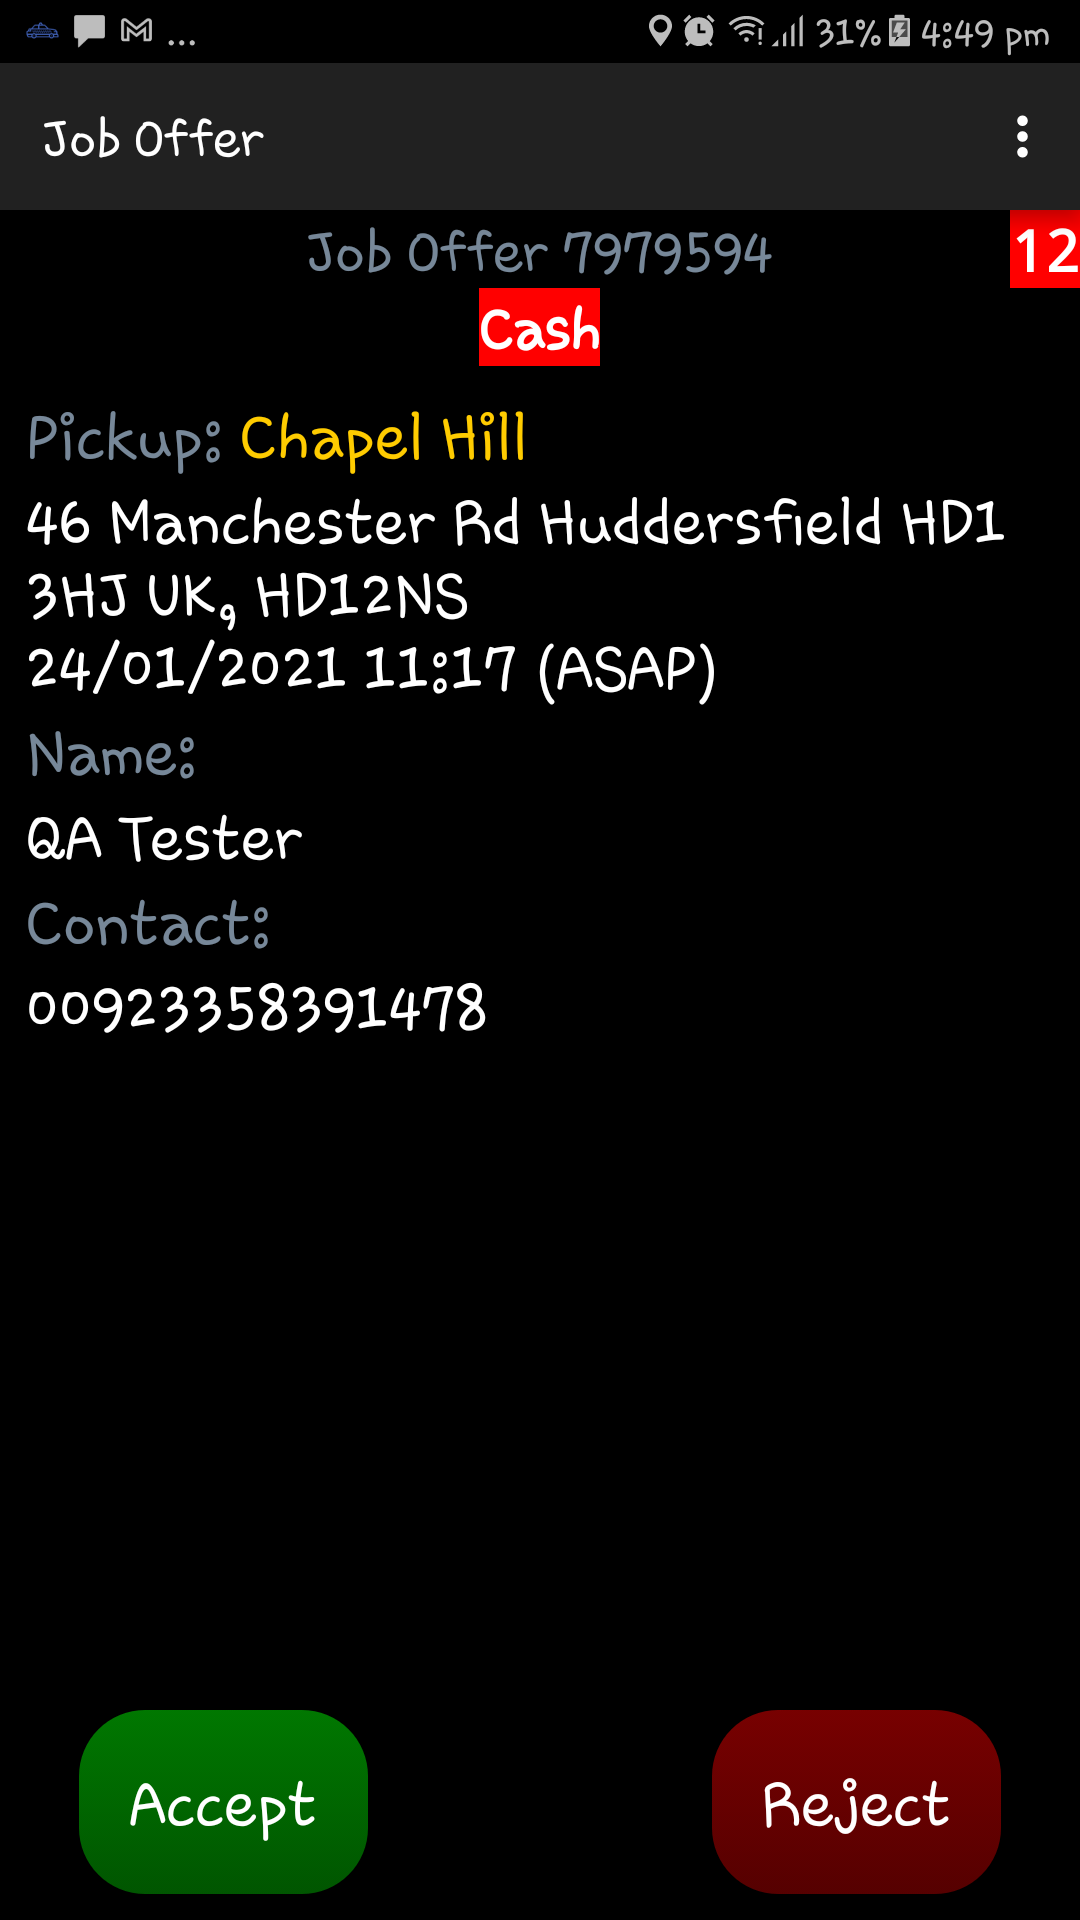 ... 31% 4:49 pm
Job Offer
Job Offer 7979594 12
Cash
Pickup: Chapel Hill
46 Manchester Rd Huddersfield HD1
3HJ UK, HD12NS
24/01/2021 11:17 (ASAP)
Name:
QA Tester
Contact:
00923358391478
Accept Reject